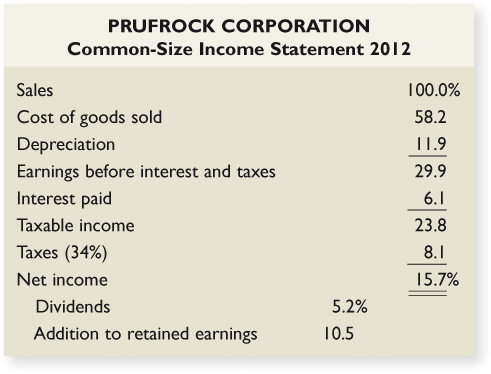 PRUFROCK CORPORATION
Common-Size Income Statement 2012
Sales 100.0%
Cost of goods sold 58.2
Depreciation 11.9
Earnings before interest and taxes 29.9
Interest paid 6.1
Taxable income 23.8
Taxes (34%) 8.1
Net income 15.7%
Dividends 5.2%
Addition to retained earnings 10.5